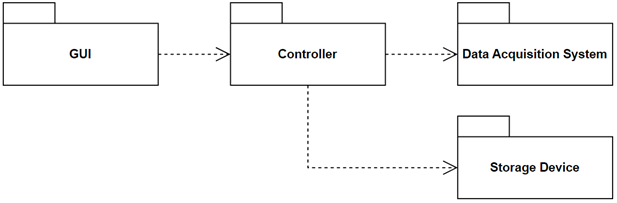 GUI
Controller
Data Acquisition System
Storage Device